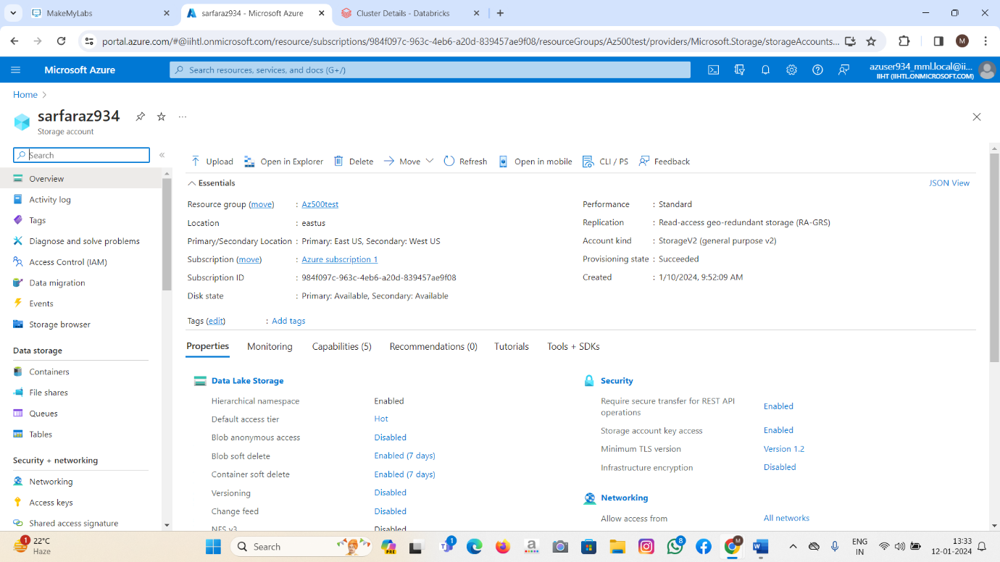 MakeMyLabs
sarfaraz934 - Microsoft Azure
Cluster Details - Databricks
portal.azure.com/#@iihtl.onmicrosoft.com/resource/subscriptions/984f097c-963c-4eb6-a20d-839457ae9f08/resourceGroups/Az500test/providers/Microsoft.Storage/storageAccounts...
M
Microsoft Azure
Search resources, services, and docs (G+/)
azuser934_mml.local@ii...
IIHT (IIHTL.ONMICROSOFT.COM)
Home
sarfaraz934
Storage account
Search
Overview
Activity log
Tags
Diagnose and solve problems
Access Control (IAM)
Data migration
Events
Storage browser
Data storage
Containers
File shares
Queues
Tables
Security + networking
Networking
Access keys
Shared access signature
Upload
Open in Explorer
Delete
Move
Refresh
Open in mobile
CLI / PS
Feedback
Essentials
JSON View
Resource group (move) : Az500test
Location : eastus
Primary/Secondary Location : Primary: East US, Secondary: West US
Subscription (move) : Azure subscription 1
Subscription ID : 984f097c-963c-4eb6-a20d-839457ae9f08
Disk state : Primary: Available, Secondary: Available
Tags (edit) : Add tags
Performance : Standard
Replication : Read-access geo-redundant storage (RA-GRS)
Account kind : StorageV2 (general purpose v2)
Provisioning state : Succeeded
Created : 1/10/2024, 9:52:09 AM
Properties
Monitoring
Capabilities (5)
Recommendations (0)
Tutorials
Tools + SDKs
Data Lake Storage
Hierarchical namespace Enabled
Default access tier Hot
Blob anonymous access Disabled
Blob soft delete Enabled (7 days)
Container soft delete Enabled (7 days)
Versioning Disabled
Change feed Disabled
NFS v3 Disabled
Security
Require secure transfer for REST API
operations Enabled
Storage account key access Enabled
Minimum TLS version Version 1.2
Infrastructure encryption Disabled
Networking
Allow access from All networks
1
22°C
Haze
Search
PRE
1
a
8
M
ENG
IN
13:33
12-01-2024